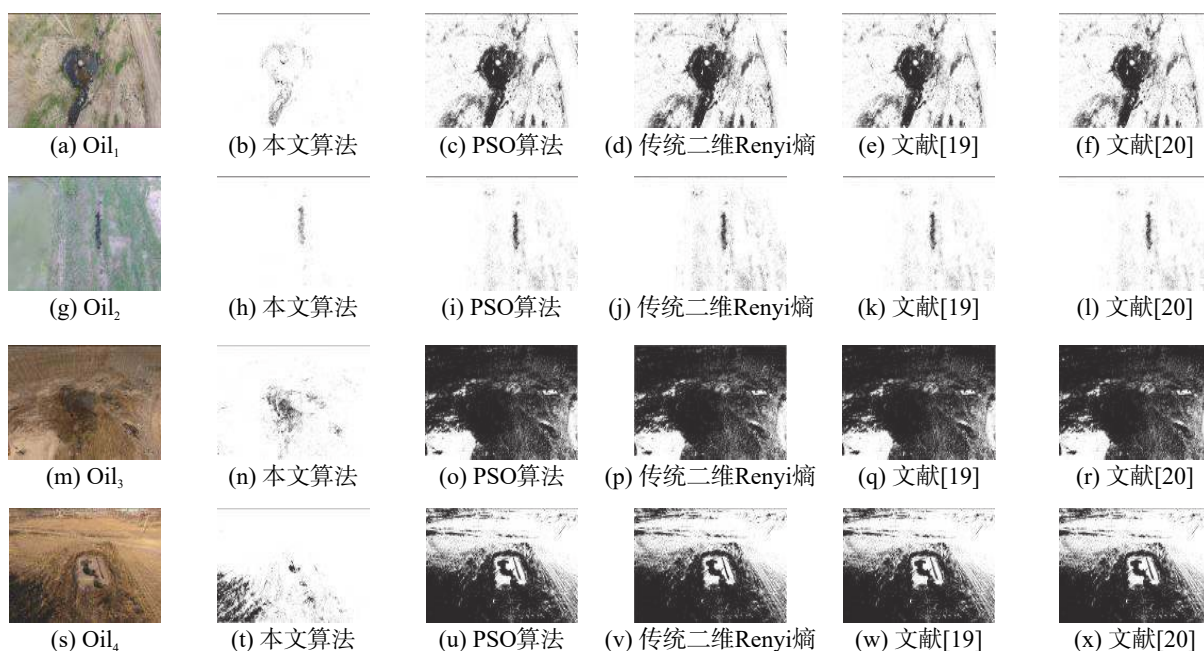 (a) Oil₁ (b) 本文算法 (c) PSO算法 (d) 传统二维Renyi熵 (e) 文献[19] (f) 文献[20]
(g) Oil₂ (h) 本文算法 (i) PSO算法 (j) 传统二维Renyi熵 (k) 文献[19] (l) 文献[20]
(m) Oil₃ (n) 本文算法 (o) PSO算法 (p) 传统二维Renyi熵 (q) 文献[19] (r) 文献[20]
(s) Oil₄ (t) 本文算法 (u) PSO算法 (v) 传统二维Renyi熵 (w) 文献[19] (x) 文献[20]